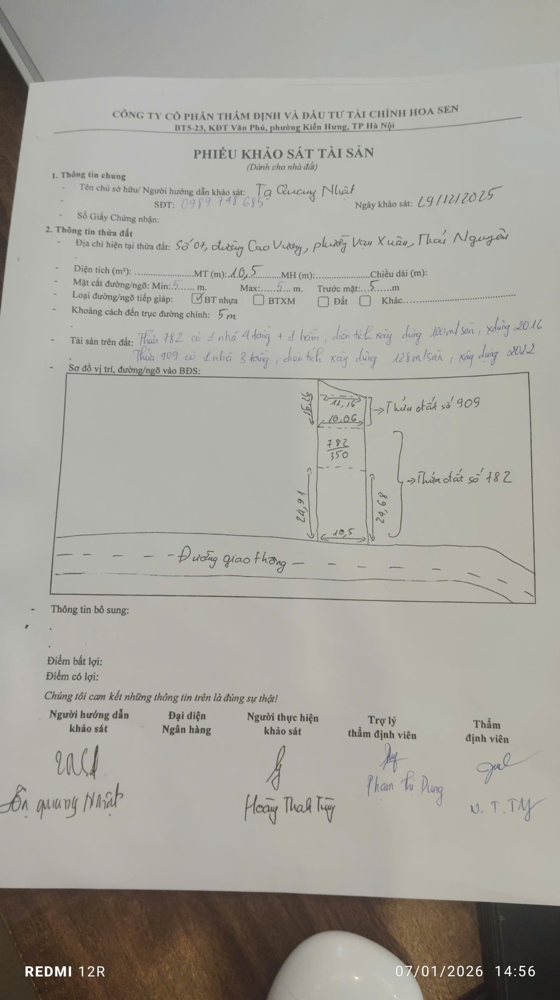 CÔNG TY CỔ PHẦN THẨM ĐỊNH VÀ ĐẦU TƯ TÀI CHÍNH HOA SEN
BT5-23, KĐT Văn Phú, phường Kiến Hưng, TP Hà Nội
PHIẾU KHẢO SÁT TÀI SẢN
(Dành cho nhà đất)
1. Thông tin chung
- Tên chủ sở hữu/ Người hướng dẫn khảo sát: Tạ Quang Nhật
- SĐT: 0989 748 685 Ngày khảo sát: 29/12/2025
- Số Giấy Chứng nhận:
2. Thông tin thửa đất
- Địa chỉ hiện tại thửa đất: Số 07, đường Cao Vương, phường Vạn Xuân, Thái Nguyên
- Diện tích (m²): ........................MT (m): 10,5 ............MH (m):......................Chiều dài (m):
- Mặt cắt đường/ngõ: Min: 5 ...... m. Max:..... 5 ... m. Trước mặt:... 5 ......m
- Loại đường/ngõ tiếp giáp: ☑ BT nhựa ☐ BTXM ☐ Đất ☐ Khác..............................
- Khoảng cách đến trục đường chính: 5m
- Tài sản trên đất: Thửa 782 có 1 nhà 4 tầng + 1 hầm, diện tích xây dựng 100m/sàn, xdựng 2016
Thửa 909 có 1 nhà 3 tầng, diện tích xây dựng 128m/sàn, xây dựng 2022
- Sơ đồ vị trí, đường/ngõ vào BĐS:
11,16
→ Thửa đất số 909
10,06
782
350
→ Thửa đất số 782
24,91
24,68
10,5
Đường giao thông
- Thông tin bổ sung:
Điểm bất lợi:
Điểm có lợi:
Chúng tôi cam kết những thông tin trên là đúng sự thật!
Người hướng dẫn khảo sát
Đại diện Ngân hàng
Người thực hiện khảo sát
Trợ lý thẩm định viên
Thẩm định viên
quang Nhật
Hoàng Thanh Tùng
Phạm Thị Dung
N. T. Ty
REDMI 12R
07/01/2026 14:56